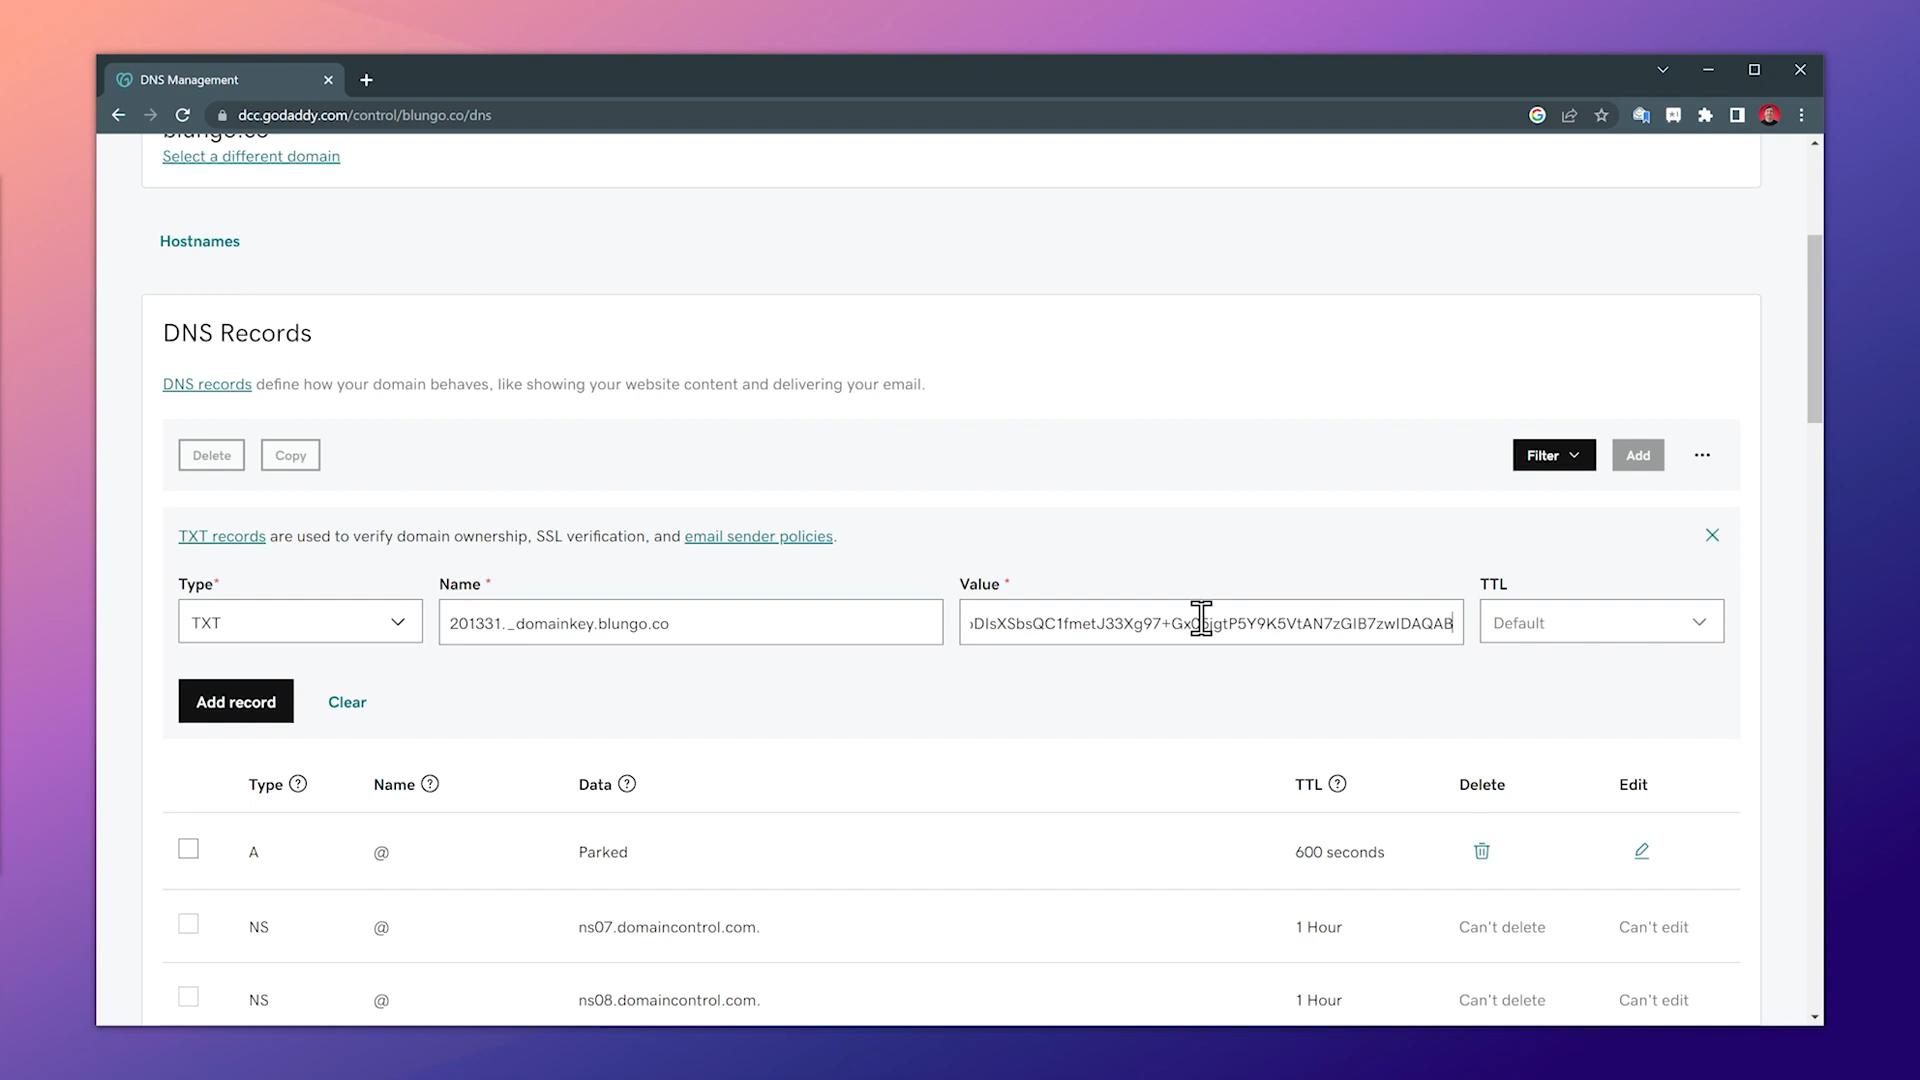 DNS Management
dcc.godaddy.com/control/blungo.co/dns
blungo.co
Select a different domain
Hostnames
DNS Records
DNS records define how your domain behaves, like showing your website content and delivering your email.
Delete Copy Filter Add
TXT records are used to verify domain ownership, SSL verification, and email sender policies.
Type* Name * Value * TTL
TXT 201331._domainkey.blungo.co Default
Add record Clear
Type ? Name ? Data ? TTL ? Delete Edit
A @ Parked 600 seconds
NS @ ns07.domaincontrol.com. 1 Hour Can't delete Can't edit
NS @ ns08.domaincontrol.com. 1 Hour Can't delete Can't edit